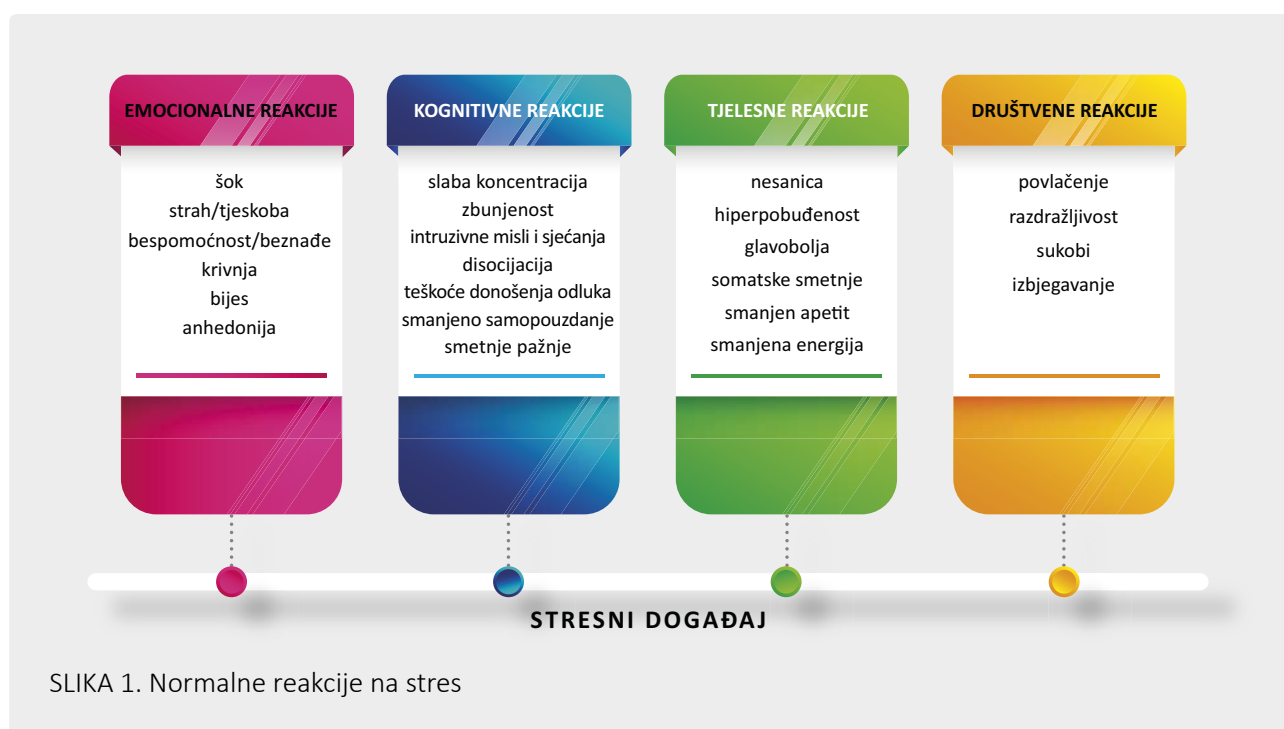 EMOCIONALNE REAKCIJE
šok
strah/tjeskoba
bespomoćnost/beznađe
krivnja
bijes
anhedonija
KOGNITIVNE REAKCIJE
slaba koncentracija
zbunjenost
intruzivne misli i sjećanja
disocijacija
teškoće donošenja odluka
smanjeno samopouzdanje
smetnje pažnje
TJELESNE REAKCIJE
nesanica
hiperpobuđenost
glavobolja
somatske smetnje
smanjen apetit
smanjena energija
DRUŠTVENE REAKCIJE
povlačenje
razdražljivost
sukobi
izbjegavanje
STRESNI DOGAĐAJ
SLIKA 1. Normalne reakcije na stres